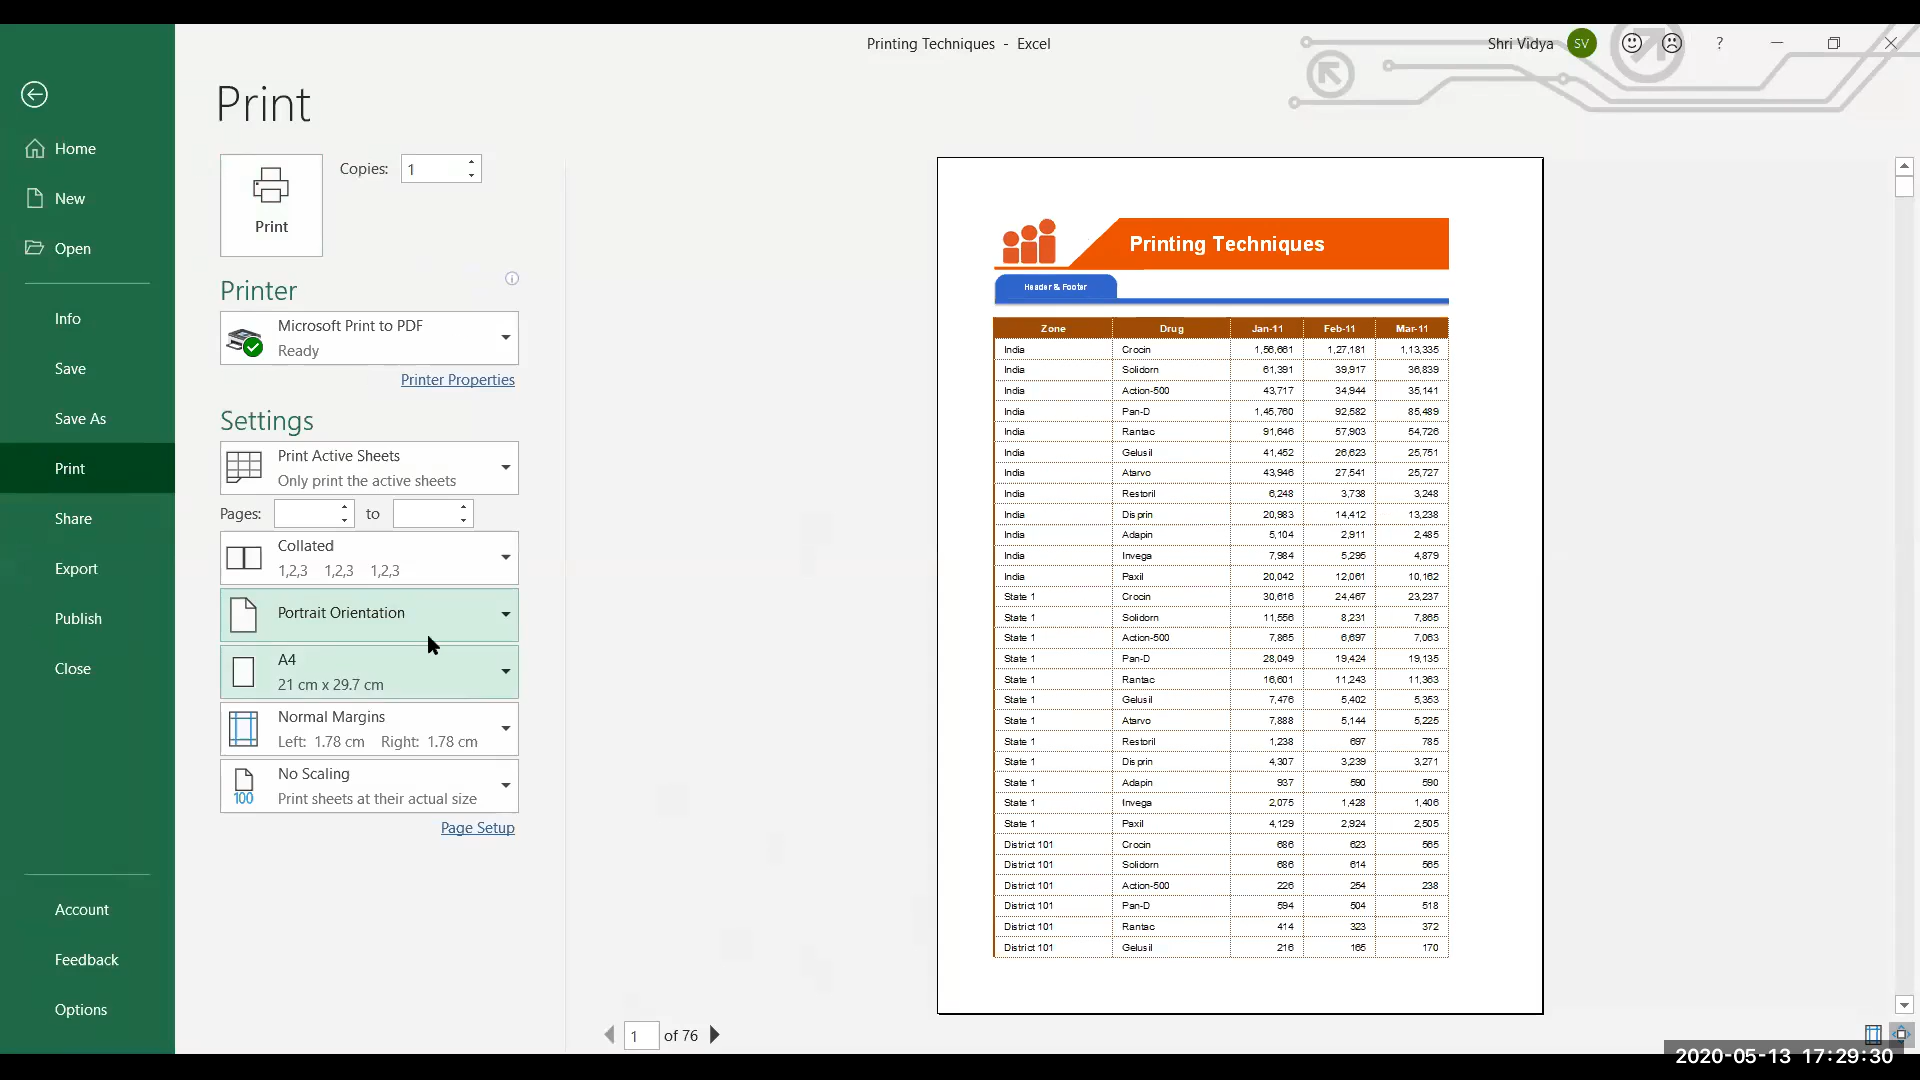 Printing Techniques - Excel
Shri Vidya SV ?
Print
Home
New
Open
Info
Save
Save As
Print
Share
Export
Publish
Close
Account
Feedback
Options
Print
Copies: 1
Printer
Microsoft Print to PDF
Ready
Printer Properties
Settings
Print Active Sheets
Only print the active sheets
Pages: to
Collated
1,2,3 1,2,3 1,2,3
Portrait Orientation
A4
21 cm x 29.7 cm
Normal Margins
Left: 1.78 cm Right: 1.78 cm
No Scaling
100 Print sheets at their actual size
Page Setup
Printing Techniques
Header & Footer
Zone Drug Jan-11 Feb-11 Mar-11
India Crocin 1,56,661 1,27,181 1,13,335
India Solidorn 61,391 39,917 36,839
India Action-500 43,717 34,944 35,141
India Pan-D 1,45,760 92,582 85,489
India Rantac 91,646 57,903 54,726
India Gelusil 41,452 26,623 25,751
India Atarvo 43,946 27,541 25,727
India Restoril 6,248 3,738 3,248
India Disprin 20,983 14,412 13,238
India Adapin 5,104 2,911 2,485
India Invega 7,984 5,295 4,879
India Paxil 20,042 12,061 10,162
State 1 Crocin 30,616 24,467 23,237
State 1 Solidorn 11,556 8,231 7,865
State 1 Action-500 7,865 6,697 7,063
State 1 Pan-D 28,049 19,424 19,135
State 1 Rantac 16,601 11,243 11,363
State 1 Gelusil 7,476 5,402 5,353
State 1 Atarvo 7,888 5,144 5,225
State 1 Restoril 1,238 697 785
State 1 Disprin 4,307 3,239 3,271
State 1 Adapin 937 590 590
State 1 Invega 2,075 1,428 1,406
State 1 Paxil 4,129 2,924 2,505
District 101 Crocin 686 623 565
District 101 Solidorn 686 614 565
District 101 Action-500 226 254 238
District 101 Pan-D 594 504 518
District 101 Rantac 414 323 372
District 101 Gelusil 216 165 170
1 of 76
2020-05-13 17:29:30